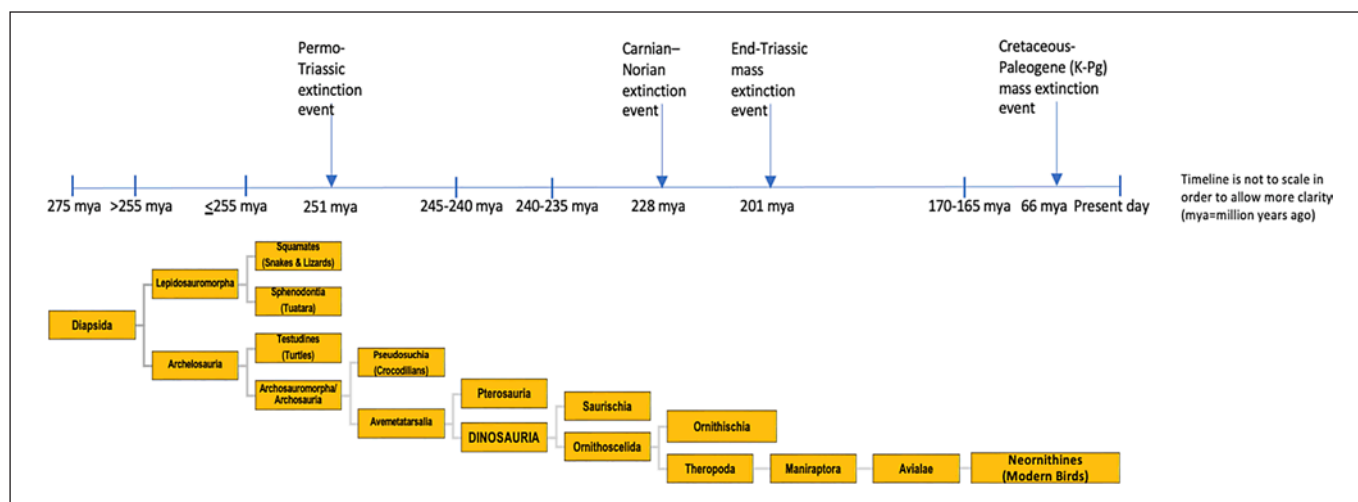 Permo-
Triassic
extinction
event
Carnian–
Norian
extinction
event
End-Triassic
mass
extinction
event
Cretaceous-
Paleogene (K-Pg)
mass extinction
event
275 mya >255 mya ≤255 mya 251 mya 245-240 mya 240-235 mya 228 mya 201 mya 170-165 mya 66 mya Present day
Timeline is not to scale in
order to allow more clarity
(mya=million years ago)
Squamates
(Snakes & Lizards)
Lepidosauromorpha
Sphenodontia
(Tuatara)
Diapsida
Testudines
(Turtles)
Archelosauria
Archosauromorpha/
Archosauria
Pseudosuchia
(Crocodilians)
Avemetatarsalia
Pterosauria
DINOSAURIA
Saurischia
Ornithoscelida
Ornithischia
Theropoda
Maniraptora
Avialae
Neornithines
(Modern Birds)